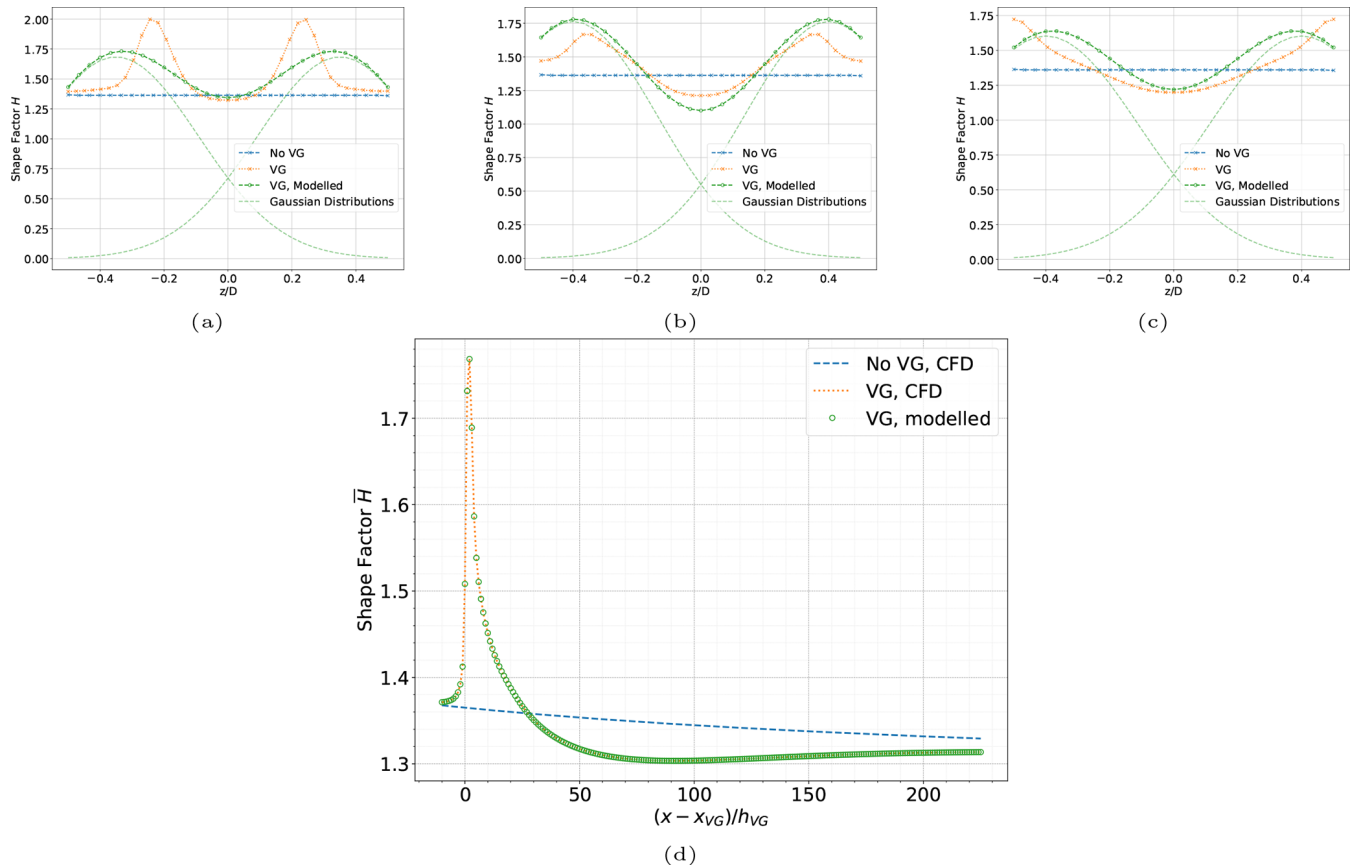 2.00
1.75
1.50
1.25
1.00
0.75
0.50
0.25
0.00
Shape Factor H
−0.4 −0.2 0.0 0.2 0.4
z/D
No VG
VG
VG, Modelled
Gaussian Distributions
(a)
1.75
1.50
1.25
1.00
0.75
0.50
0.25
0.00
Shape Factor H
−0.4 −0.2 0.0 0.2 0.4
z/D
No VG
VG
VG, Modelled
Gaussian Distributions
(b)
1.75
1.50
1.25
1.00
0.75
0.50
0.25
0.00
Shape Factor H
−0.4 −0.2 0.0 0.2 0.4
z/D
No VG
VG
VG, Modelled
Gaussian Distributions
(c)
1.7
1.6
1.5
1.4
1.3
Shape Factor H̅
0 50 100 150 200
(x − x_VG)/h_VG
No VG, CFD
VG, CFD
VG, modelled
(d)